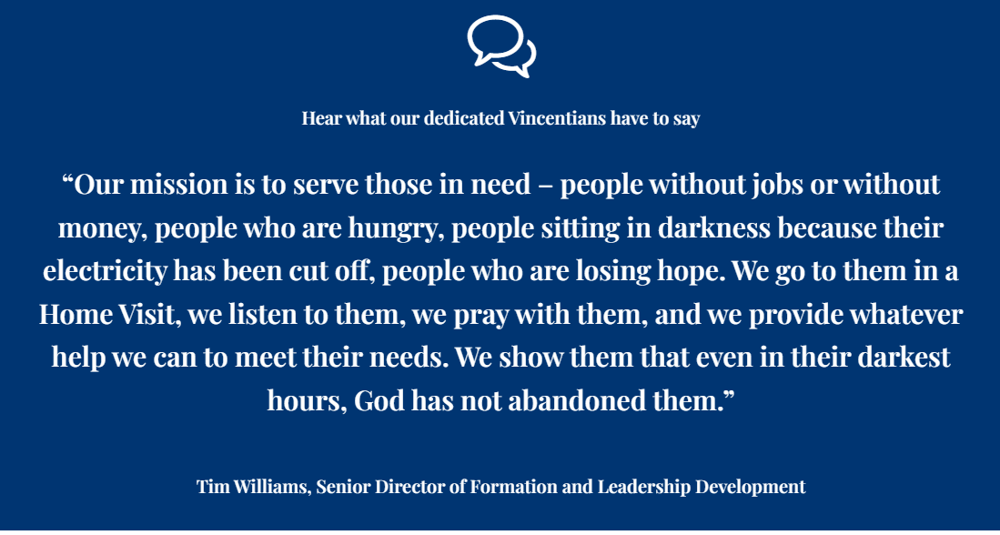 Hear what our dedicated Vincentians have to say
“Our mission is to serve those in need – people without jobs or without
money, people who are hungry, people sitting in darkness because their
electricity has been cut off, people who are losing hope. We go to them in a
Home Visit, we listen to them, we pray with them, and we provide whatever
help we can to meet their needs. We show them that even in their darkest
hours, God has not abandoned them.”
Tim Williams, Senior Director of Formation and Leadership Development